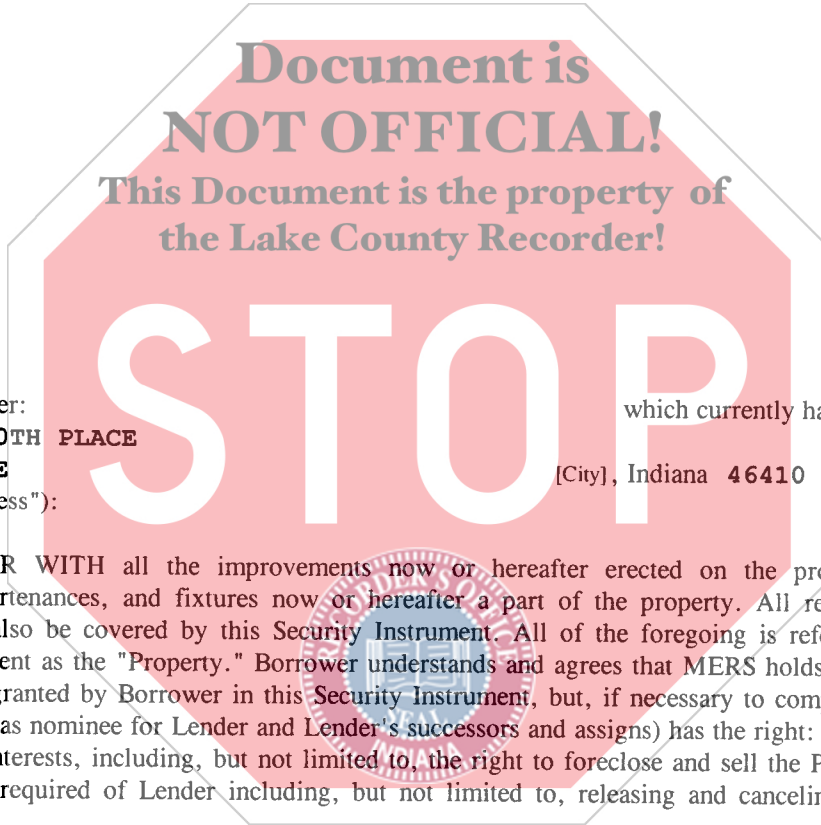 Document is
NOT OFFICIAL!
This Document is the property of
the Lake County Recorder!
STOP
er: which currently ha
OTH PLACE
E [City], Indiana 46410
ess"):
R WITH all the improvements now or hereafter erected on the pro
rtenances, and fixtures now or hereafter a part of the property. All re
lso be covered by this Security Instrument. All of the foregoing is refe
ent as the "Property." Borrower understands and agrees that MERS holds
granted by Borrower in this Security Instrument, but, if necessary to com
as nominee for Lender and Lender's successors and assigns) has the right:
nterests, including, but not limited to, the right to foreclose and sell the P
required of Lender including, but not limited to, releasing and cancelin
RECORDER'S OFFICE
SEAL
INDIANA